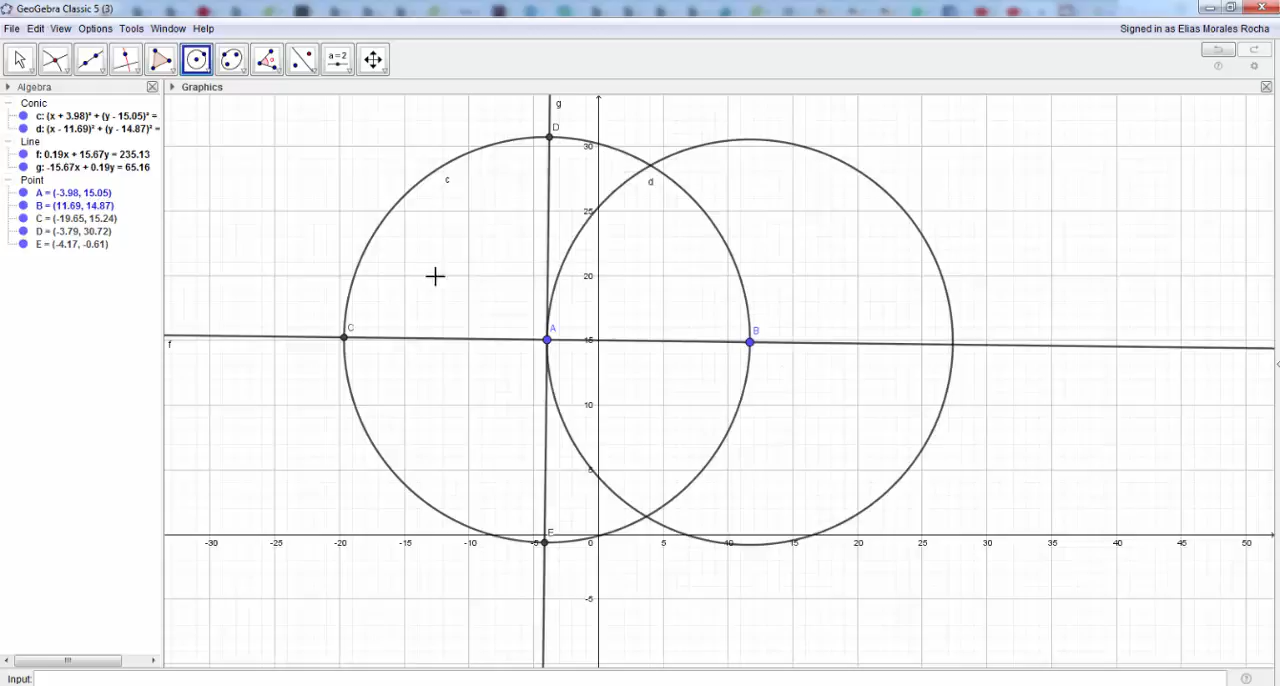 GeoGebra Classic 5 (3)
File Edit View Options Tools Window Help
Signed in as Elias Morales Rocha
a = 2
Algebra
Graphics
Conic
c: (x + 3.98)² + (y - 15.05)² =
d: (x - 11.69)² + (y - 14.87)² =
Line
f: 0.19x + 15.67y = 235.13
g: -15.67x + 0.19y = 65.16
Point
A = (-3.98, 15.05)
B = (11.69, 14.87)
C = (-19.65, 15.24)
D = (-3.79, 30.72)
E = (-4.17, -0.61)
g
D
30
c
d
25
20
C
A
B
f
15
10
5
E
-30 -25 -20 -15 -10 -5 0 5 10 15 20 25 30 35 40 45 50
-5
Input: